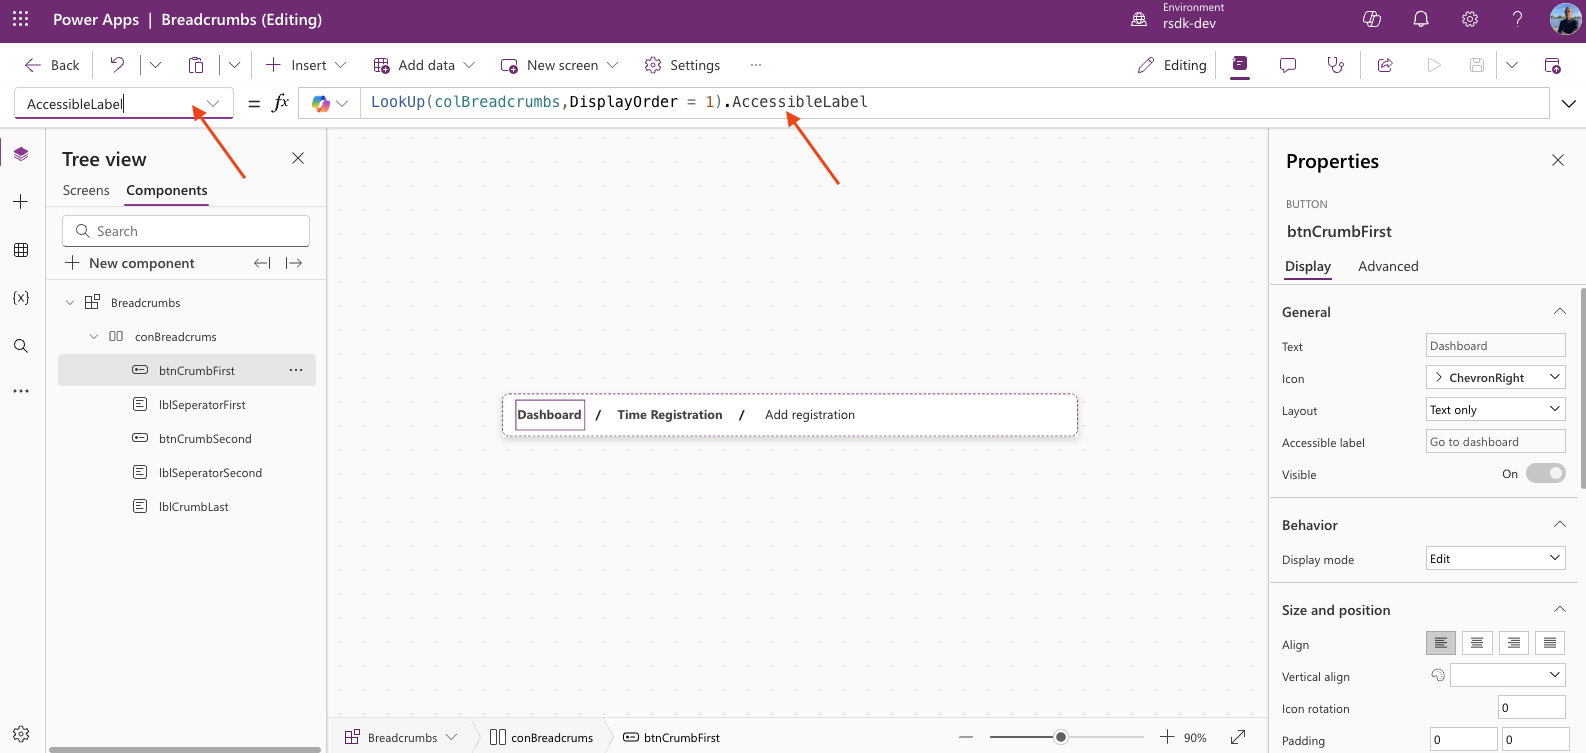 Power Apps | Breadcrumbs (Editing)
Environment
rsdk-dev
Back
Insert
Add data
New screen
Settings
Editing
AccessibleLabel
= fx
LookUp(colBreadcrumbs,DisplayOrder = 1).AccessibleLabel
Tree view
Screens
Components
Search
New component
Breadcrumbs
conBreadcrums
btnCrumbFirst
lblSeperatorFirst
btnCrumbSecond
lblSeperatorSecond
lblCrumbLast
Dashboard / Time Registration / Add registration
Breadcrumbs
conBreadcrums
btnCrumbFirst
90%
Properties
BUTTON
btnCrumbFirst
Display
Advanced
General
Text
Dashboard
Icon
ChevronRight
Layout
Text only
Accessible label
Go to dashboard
Visible
On
Behavior
Display mode
Edit
Size and position
Align
Vertical align
Icon rotation
0
Padding
0
0